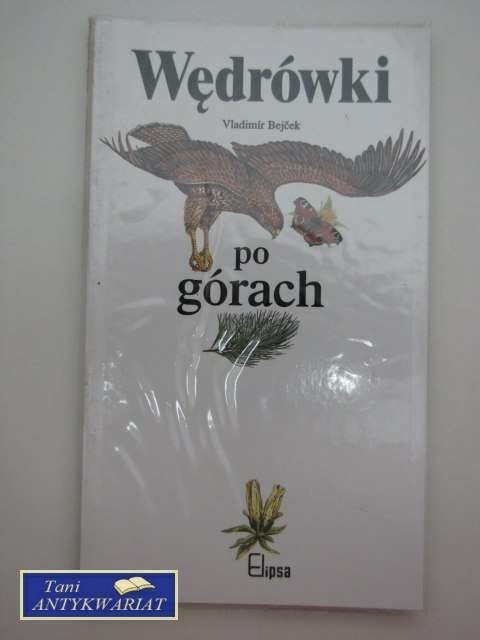 Wędrówki
Vladimír Bejček
po
górach
Elipsa
Tani
ANTYKWARIAT